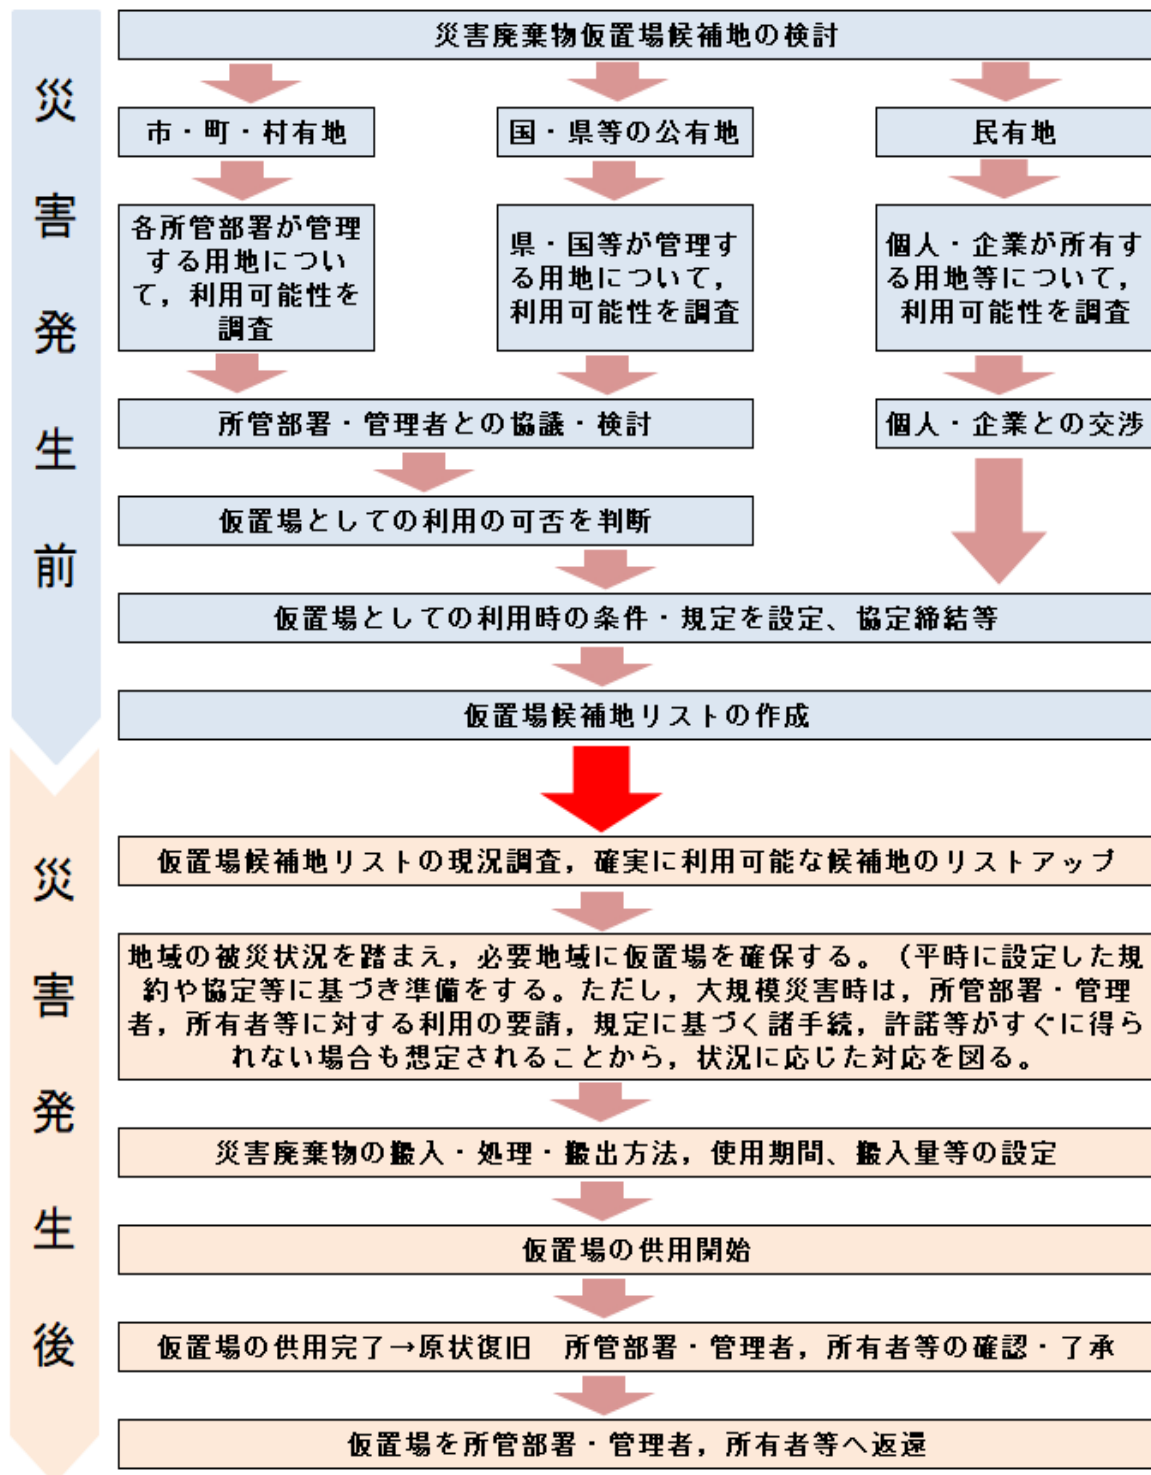 災害発生前
災害廃棄物仮置場候補地の検討
市・町・村有地
国・県等の公有地
民有地
各所管部署が管理
する用地につい
て，利用可能性を
調査
県・国等が管理す
る用地について，
利用可能性を調査
個人・企業が所有す
る用地等について，
利用可能性を調査
所管部署・管理者との協議・検討
個人・企業との交渉
仮置場としての利用の可否を判断
仮置場としての利用時の条件・規定を設定、協定締結等
仮置場候補地リストの作成
災害発生後
仮置場候補地リストの現況調査，確実に利用可能な候補地のリストアップ
地域の被災状況を踏まえ，必要地域に仮置場を確保する。（平時に設定した規
約や協定等に基づき準備をする。ただし，大規模災害時は，所管部署・管理
者，所有者等に対する利用の要請，規定に基づく諸手続，許諾等がすぐに得ら
れない場合も想定されることから，状況に応じた対応を図る。
災害廃棄物の搬入・処理・搬出方法，使用期間、搬入量等の設定
仮置場の供用開始
仮置場の供用完了→原状復旧　所管部署・管理者，所有者等の確認・了承
仮置場を所管部署・管理者，所有者等へ返還